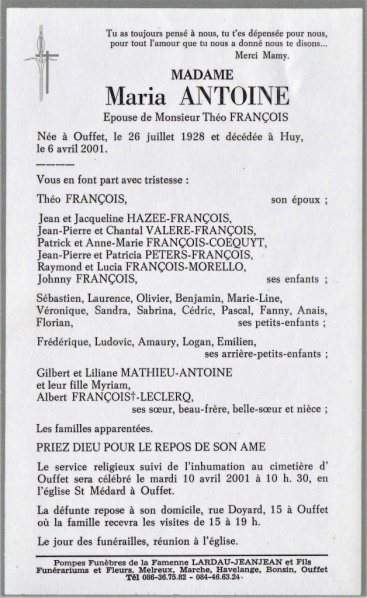 Tu as toujours pensé à nous, tu t'es dépensée pour nous,
pour tout l'amour que tu nous a donné nous te disons...
Merci Mamy.
MADAME
Maria ANTOINE
Epouse de Monsieur Théo FRANÇOIS
Née à Ouffet, le 26 juillet 1928 et décédée à Huy,
le 6 avril 2001.
Vous en font part avec tristesse :
Théo FRANÇOIS, son époux ;
Jean et Jacqueline HAZEE-FRANÇOIS,
Jean-Pierre et Chantal VALERE-FRANÇOIS,
Patrick et Anne-Marie FRANÇOIS-COEQUYT,
Jean-Pierre et Patricia PETERS-FRANÇOIS,
Raymond et Lucia FRANÇOIS-MORELLO,
Johnny FRANÇOIS, ses enfants ;
Sébastien, Laurence, Olivier, Benjamin, Marie-Line,
Véronique, Sandra, Sabrina, Cédric, Pascal, Fanny, Anais,
Florian, ses petits-enfants ;
Frédérique, Ludovic, Amaury, Logan, Emilien,
ses arrière-petits-enfants ;
Gilbert et Liliane MATHIEU-ANTOINE
et leur fille Myriam,
Albert FRANÇOIS†-LECLERQ,
ses sœur, beau-frère, belle-sœur et nièce ;
Les familles apparentées.
PRIEZ DIEU POUR LE REPOS DE SON AME
Le service religieux suivi de l'inhumation au cimetière d'
Ouffet sera célébré le mardi 10 avril 2001 à 10 h. 30, en
l'église St Médard à Ouffet.
La défunte repose à son domicile, rue Doyard, 15 à Ouffet
où la famille recevra les visites de 15 à 19 h.
Le jour des funérailles, réunion à l'église.
Pompes Funèbres de la Famenne LARDAU-JEANJEAN et Fils
Funérariums et Fleurs, Melreux, Marche, Havelange, Bonsin, Ouffet
Tél 086-36.75.82 - 084-46.63.24